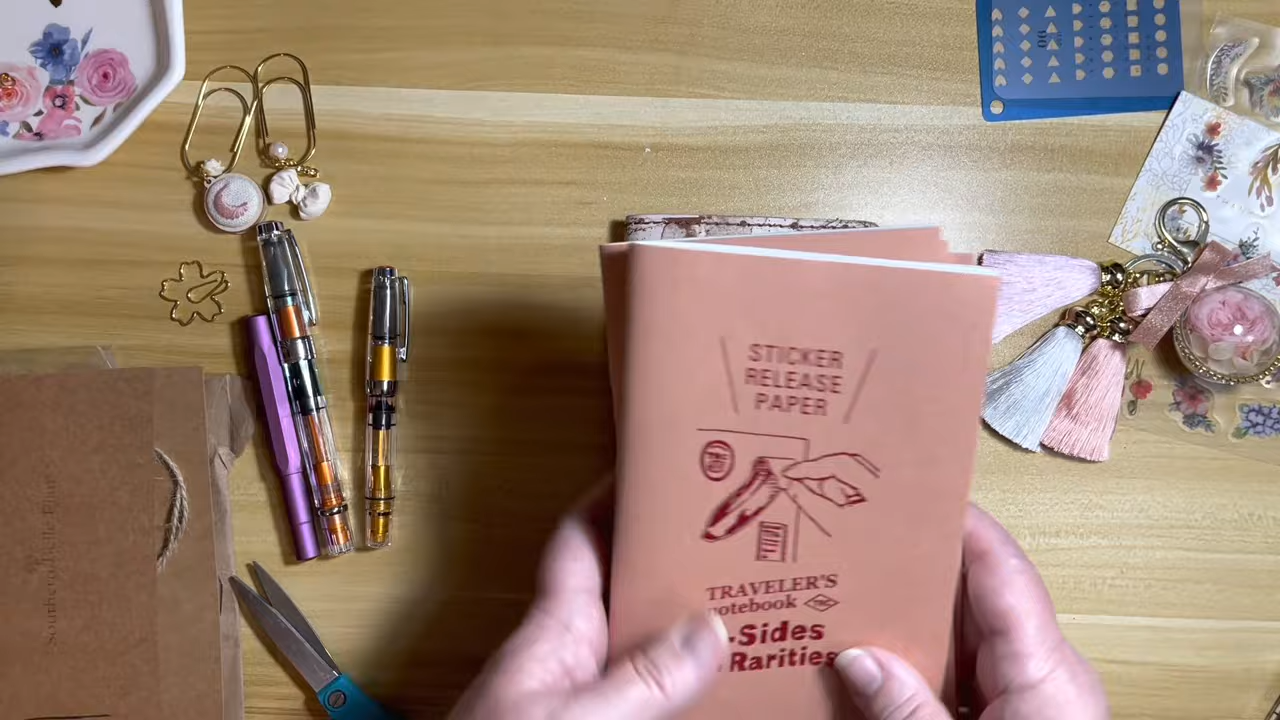 STICKER
RELEASE
PAPER
TRAVELER'S
notebook
-Sides
Rarities